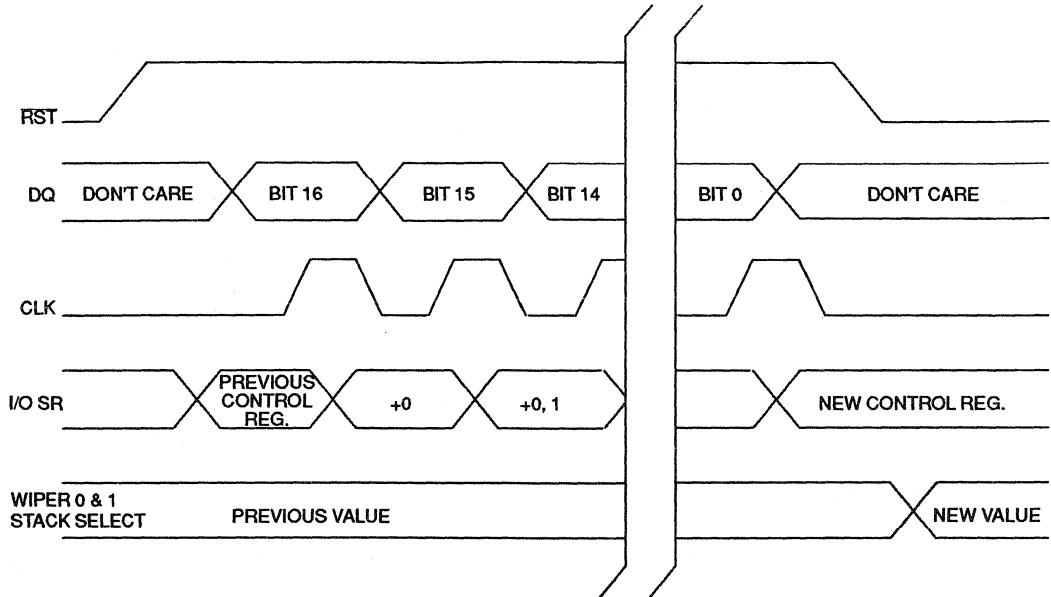 RST
DQ DON'T CARE BIT 16 BIT 15 BIT 14 BIT 0 DON'T CARE
CLK
I/O SR PREVIOUS CONTROL REG. +0 +0, 1 NEW CONTROL REG.
WIPER 0 & 1
STACK SELECT PREVIOUS VALUE NEW VALUE